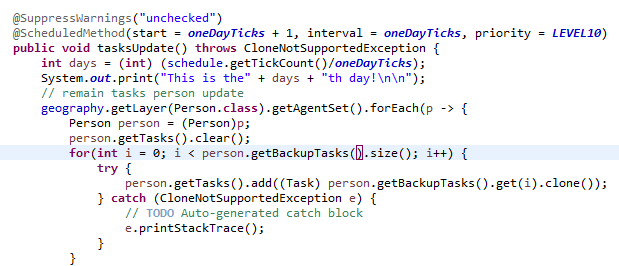 @SuppressWarnings("unchecked")
@ScheduledMethod(start = oneDayTicks + 1, interval = oneDayTicks, priority = LEVEL10)
public void tasksUpdate() throws CloneNotSupportedException {
    int days = (int) (schedule.getTickCount()/oneDayTicks);
    System.out.print("This is the" + days + "th day!\n\n");
    // remain tasks person update
    geography.getLayer(Person.class).getAgentSet().forEach(p -> {
        Person person = (Person)p;
        person.getTasks().clear();
        for(int i = 0; i < person.getBackupTasks().size(); i++) {
            try {
                person.getTasks().add((Task) person.getBackupTasks().get(i).clone());
            } catch (CloneNotSupportedException e) {
                // TODO Auto-generated catch block
                e.printStackTrace();
            }
        }